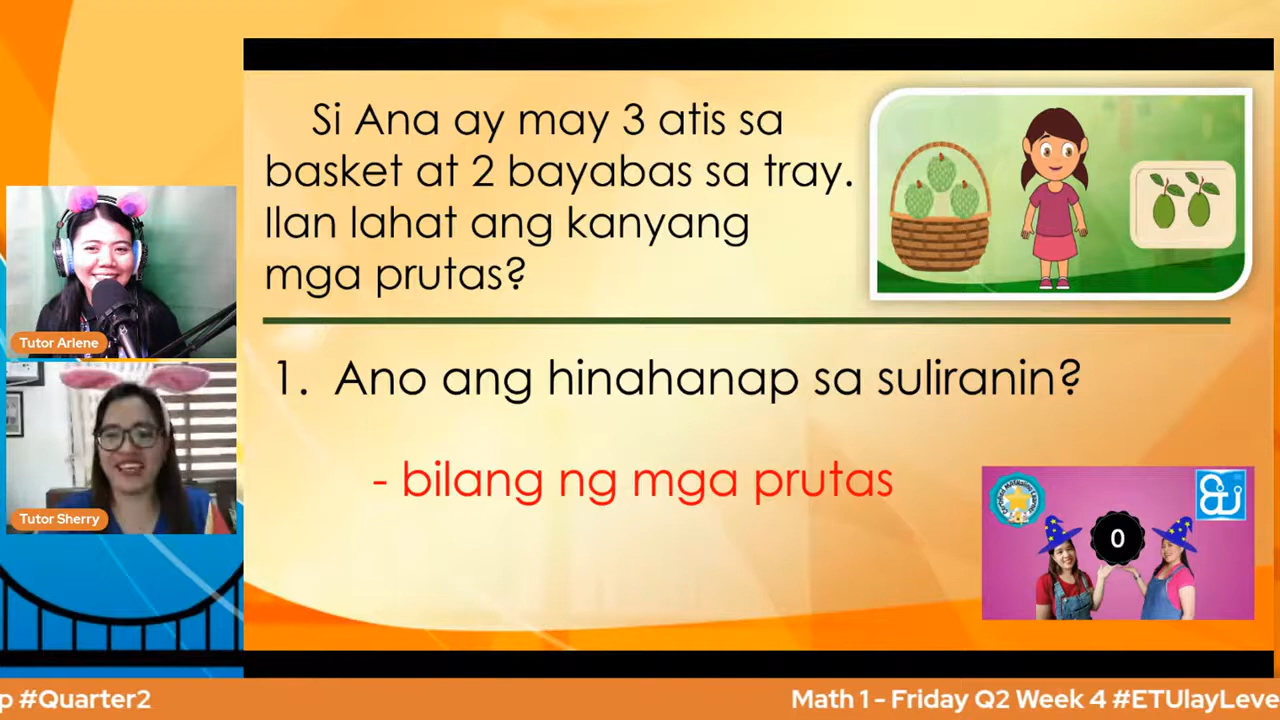 Si Ana ay may 3 atis sa
basket at 2 bayabas sa tray.
Ilan lahat ang kanyang
mga prutas?
1. Ano ang hinahanap sa suliranin?
- bilang ng mga prutas
Tutor Arlene
Tutor Sherry
0
p #Quarter2
Math 1 - Friday Q2 Week 4 #ETUlayLeve